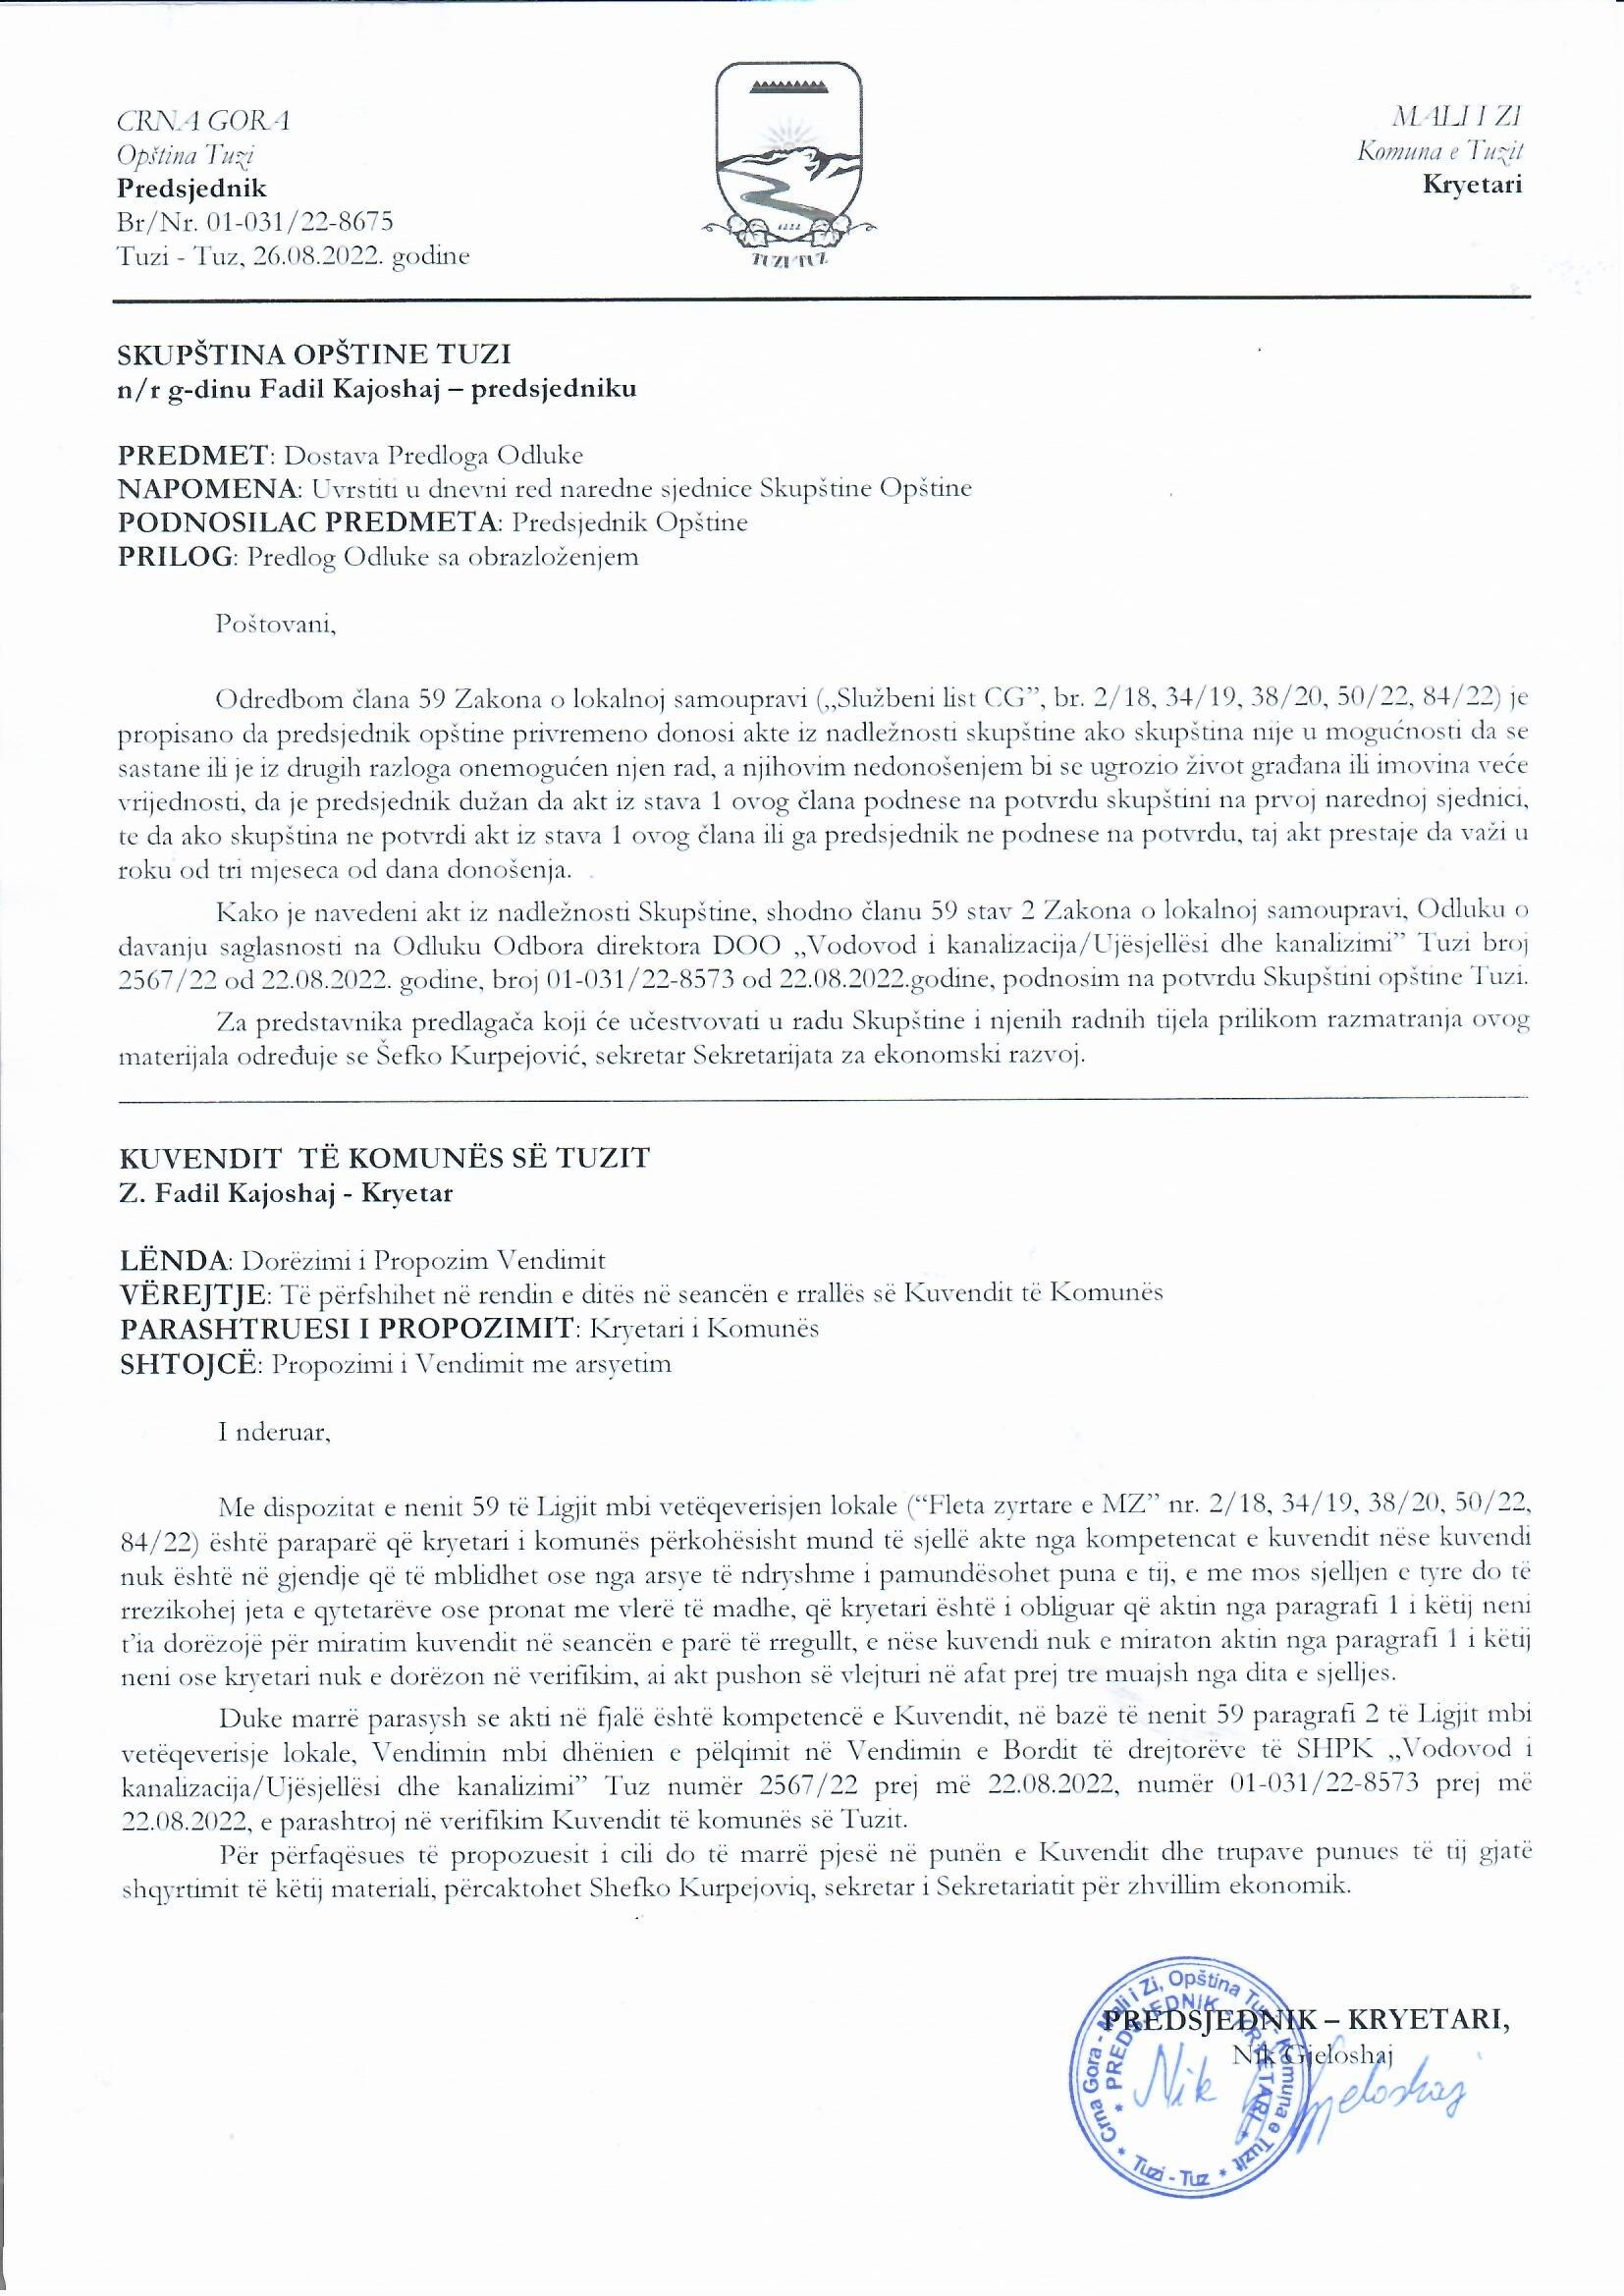 CRNA GORA
Opština Tuzi
Predsjednik
Br/Nr. 01-031/22-8675
Tuzi - Tuz, 26.08.2022. godine
TUZI TUZ
MALI I ZI
Komuna e Tuzit
Kryetari
SKUPŠTINA OPŠTINE TUZI
n/r g-dinu Fadil Kajoshaj – predsjedniku
PREDMET: Dostava Predloga Odluke
NAPOMENA: Uvrstiti u dnevni red naredne sjednice Skupštine Opštine
PODNOSILAC PREDMETA: Predsjednik Opštine
PRILOG: Predlog Odluke sa obrazloženjem
Poštovani,
Odredbom člana 59 Zakona o lokalnoj samoupravi („Službeni list CG”, br. 2/18, 34/19, 38/20, 50/22, 84/22) je
propisano da predsjednik opštine privremeno donosi akte iz nadležnosti skupštine ako skupština nije u mogućnosti da se
sastane ili je iz drugih razloga onemogućen njen rad, a njihovim nedonošenjem bi se ugrozio život građana ili imovina veće
vrijednosti, da je predsjednik dužan da akt iz stava 1 ovog člana podnese na potvrdu skupštini na prvoj narednoj sjednici,
te da ako skupština ne potvrdi akt iz stava 1 ovog člana ili ga predsjednik ne podnese na potvrdu, taj akt prestaje da važi u
roku od tri mjeseca od dana donošenja.
Kako je navedeni akt iz nadležnosti Skupštine, shodno članu 59 stav 2 Zakona o lokalnoj samoupravi, Odluku o
davanju saglasnosti na Odluku Odbora direktora DOO „Vodovod i kanalizacija/Ujësjellësi dhe kanalizimi” Tuzi broj
2567/22 od 22.08.2022. godine, broj 01-031/22-8573 od 22.08.2022.godine, podnosim na potvrdu Skupštini opštine Tuzi.
Za predstavnika predlagača koji će učestvovati u radu Skupštine i njenih radnih tijela prilikom razmatranja ovog
materijala određuje se Šefko Kurpejović, sekretar Sekretarijata za ekonomski razvoj.
KUVENDIT TË KOMUNËS SË TUZIT
Z. Fadil Kajoshaj - Kryetar
LËNDA: Dorëzimi i Propozim Vendimit
VËREJTJE: Të përfshihet në rendin e ditës në seancën e rrallës së Kuvendit të Komunës
PARASHTRUESI I PROPOZIMIT: Kryetari i Komunës
SHTOJCË: Propozimi i Vendimit me arsyetim
I nderuar,
Me dispozitat e nenit 59 të Ligjit mbi vetëqeverisjen lokale (“Fleta zyrtare e MZ” nr. 2/18, 34/19, 38/20, 50/22,
84/22) është paraparë që kryetari i komunës përkohësisht mund të sjellë akte nga kompetencat e kuvendit nëse kuvendi
nuk është në gjendje që të mblidhet ose nga arsye të ndryshme i pamundësohet puna e tij, e me mos sjelljen e tyre do të
rrezikohej jeta e qytetarëve ose pronat me vlerë të madhe, që kryetari është i obliguar që aktin nga paragrafi 1 i këtij neni
t’ia dorëzojë për miratim kuvendit në seancën e parë të rregullt, e nëse kuvendi nuk e miraton aktin nga paragrafi 1 i këtij
neni ose kryetari nuk e dorëzon në verifikim, ai akt pushon së vlejturi në afat prej tre muajsh nga dita e sjelljes.
Duke marrë parasysh se akti në fjalë është kompetencë e Kuvendit, në bazë të nenit 59 paragrafi 2 të Ligjit mbi
vetëqeverisje lokale, Vendimin mbi dhënien e pëlqimit në Vendimin e Bordit të drejtorëve të SHPK „Vodovod i
kanalizacija/Ujësjellësi dhe kanalizimi” Tuz numër 2567/22 prej më 22.08.2022, numër 01-031/22-8573 prej më
22.08.2022, e parashtroj në verifikim Kuvendit të komunës së Tuzit.
Për përfaqësues të propozuesit i cili do të marrë pjesë në punën e Kuvendit dhe trupave punues të tij gjatë
shqyrtimit të këtij materiali, përcaktohet Shefko Kurpejoviq, sekretar i Sekretariatit për zhvillim ekonomik.
PREDSJEDNIK – KRYETARI,
Nik Gjeloshaj
Nik Gjeloshaj
Crna Gora - Mali i Zi, Opština Tuzi - Komuna e Tuzit
* PREDSJEDNIK - KRYETARI *
* Tuzi - Tuz *